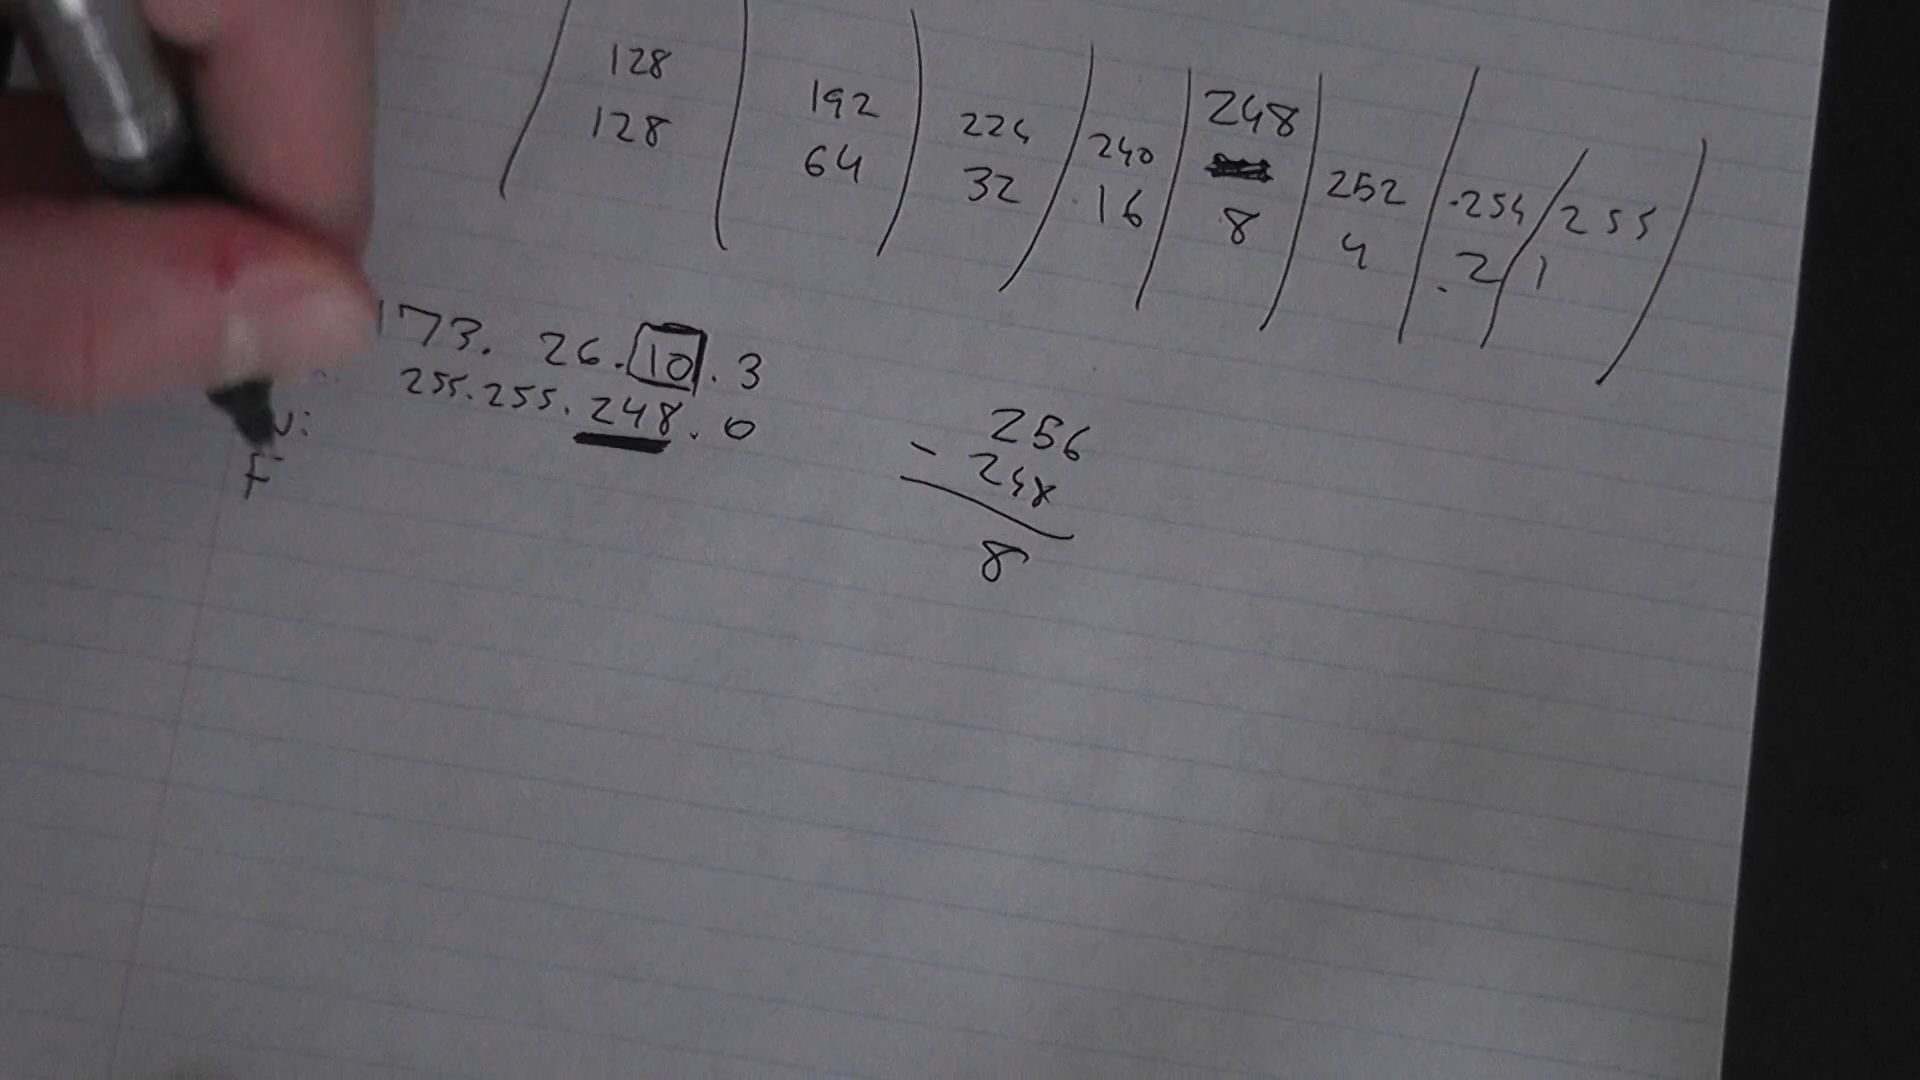 128 192 224 240 248 252 .254 255
128 64 32 16 8 4 .2 1
173. 26.10.3
255.255.248.0
N:
F
256
- 248
8